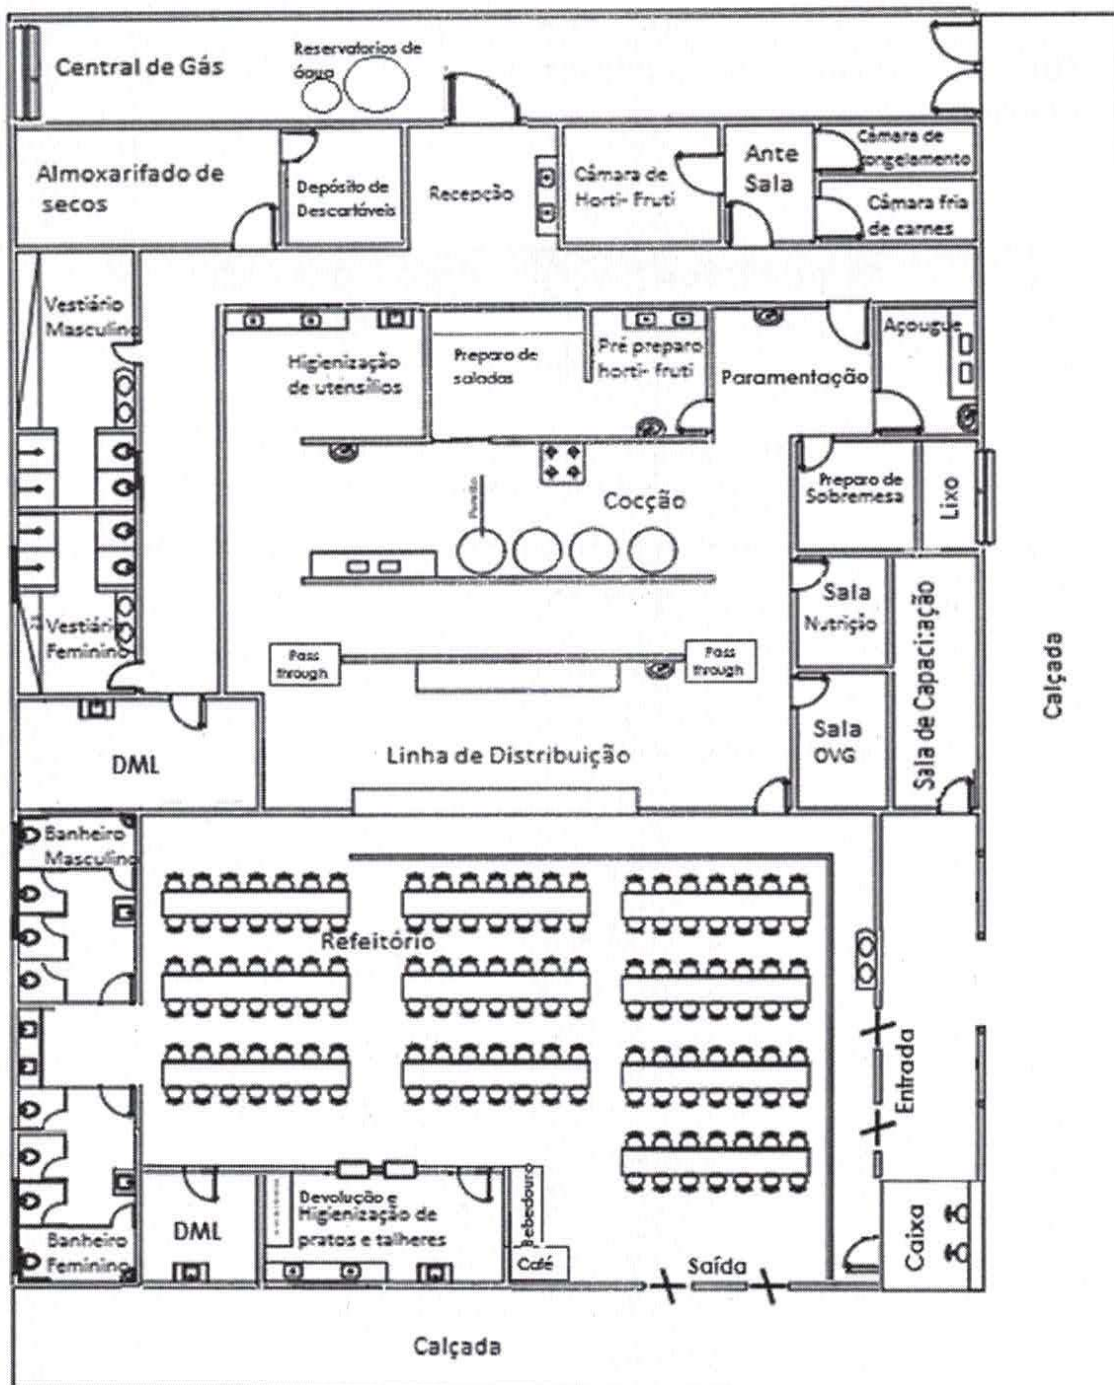 Central de Gás
Reservatorios de
água
Almoxarifado de
secos
Depósito de
Descartáveis
Recepção
Câmara de
Horti- Fruti
Ante
Sala
Câmara de
congelamento
Câmara fria
de carnes
Vestiário
Masculino
Higienização
de utensílios
Preparo de
saladas
Pré preparo
horti- fruti
Paramentação
Açougue
Cocção
Preparo de
Sobremesa
Lixo
Vestiário
Feminino
Sala
Nutrição
Sala de Capacitação
Calçada
Pass
through
Pass
through
DML
Linha de Distribuição
Sala
OVG
Banheiro
Masculino
Refeitório
Entrada
Banheiro
Feminino
DML
Devolução e
Higienização de
pratos e talheres
Bebedouro
Café
Saída
Caixa
Calçada